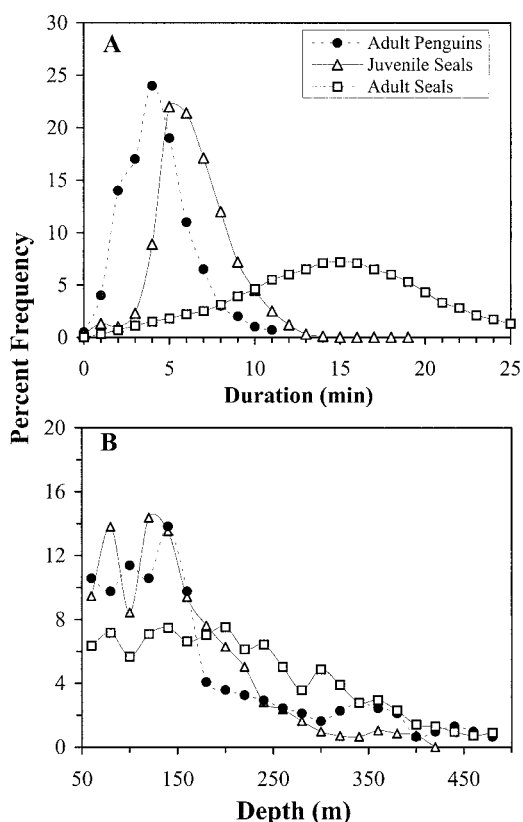 Percent Frequency
A
Adult Penguins
Juvenile Seals
Adult Seals
30
25
20
15
10
5
0
0 5 10 15 20 25
Duration (min)
B
20
16
12
8
4
0
50 150 250 350 450
Depth (m)